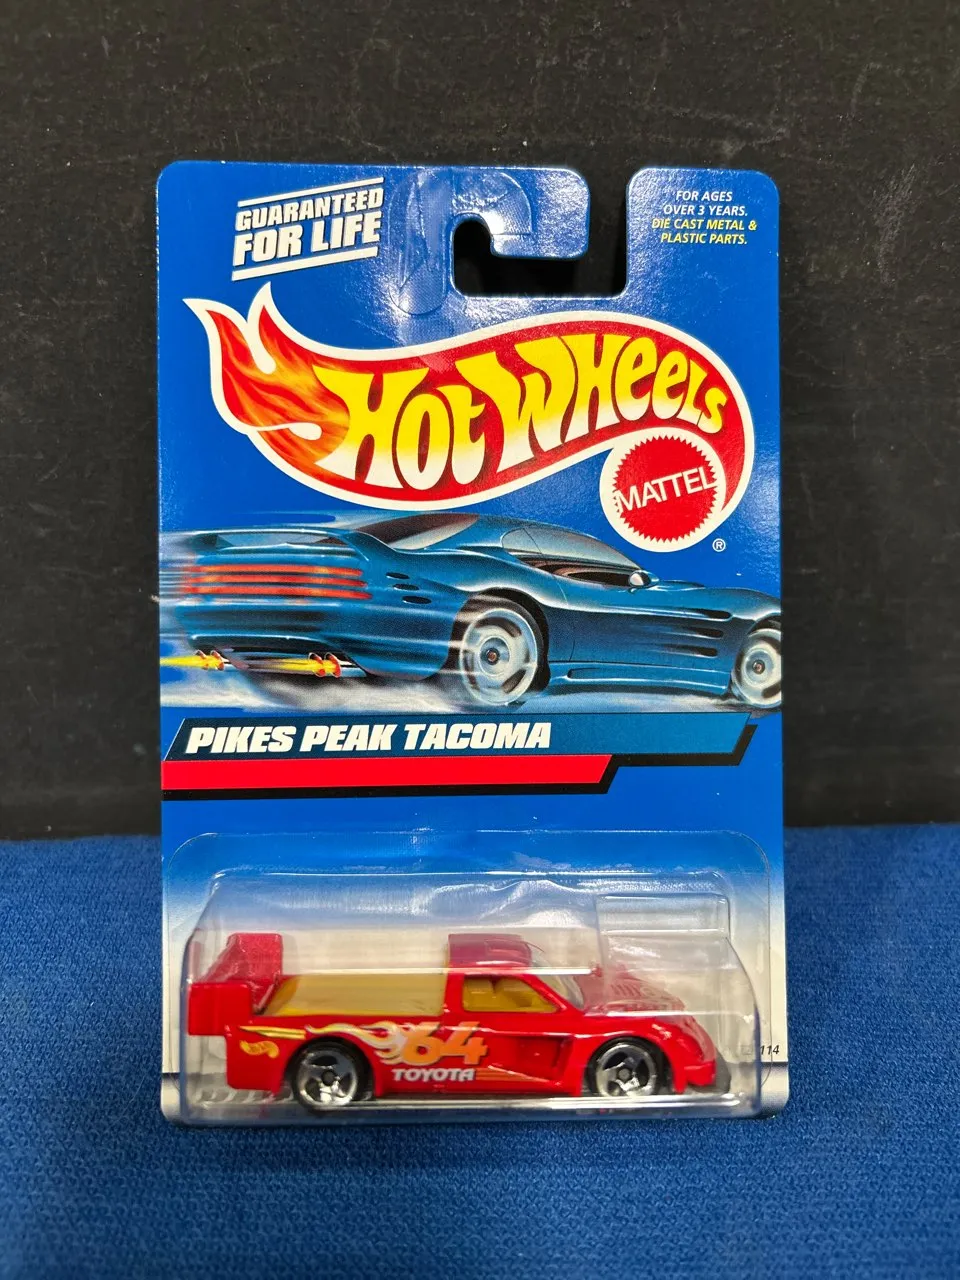 GUARANTEED
FOR LIFE
FOR AGES
OVER 3 YEARS.
DIE CAST METAL &
PLASTIC PARTS.
HOT WHEELS
MATTEL
®
PIKES PEAK TACOMA
64
TOYOTA
114